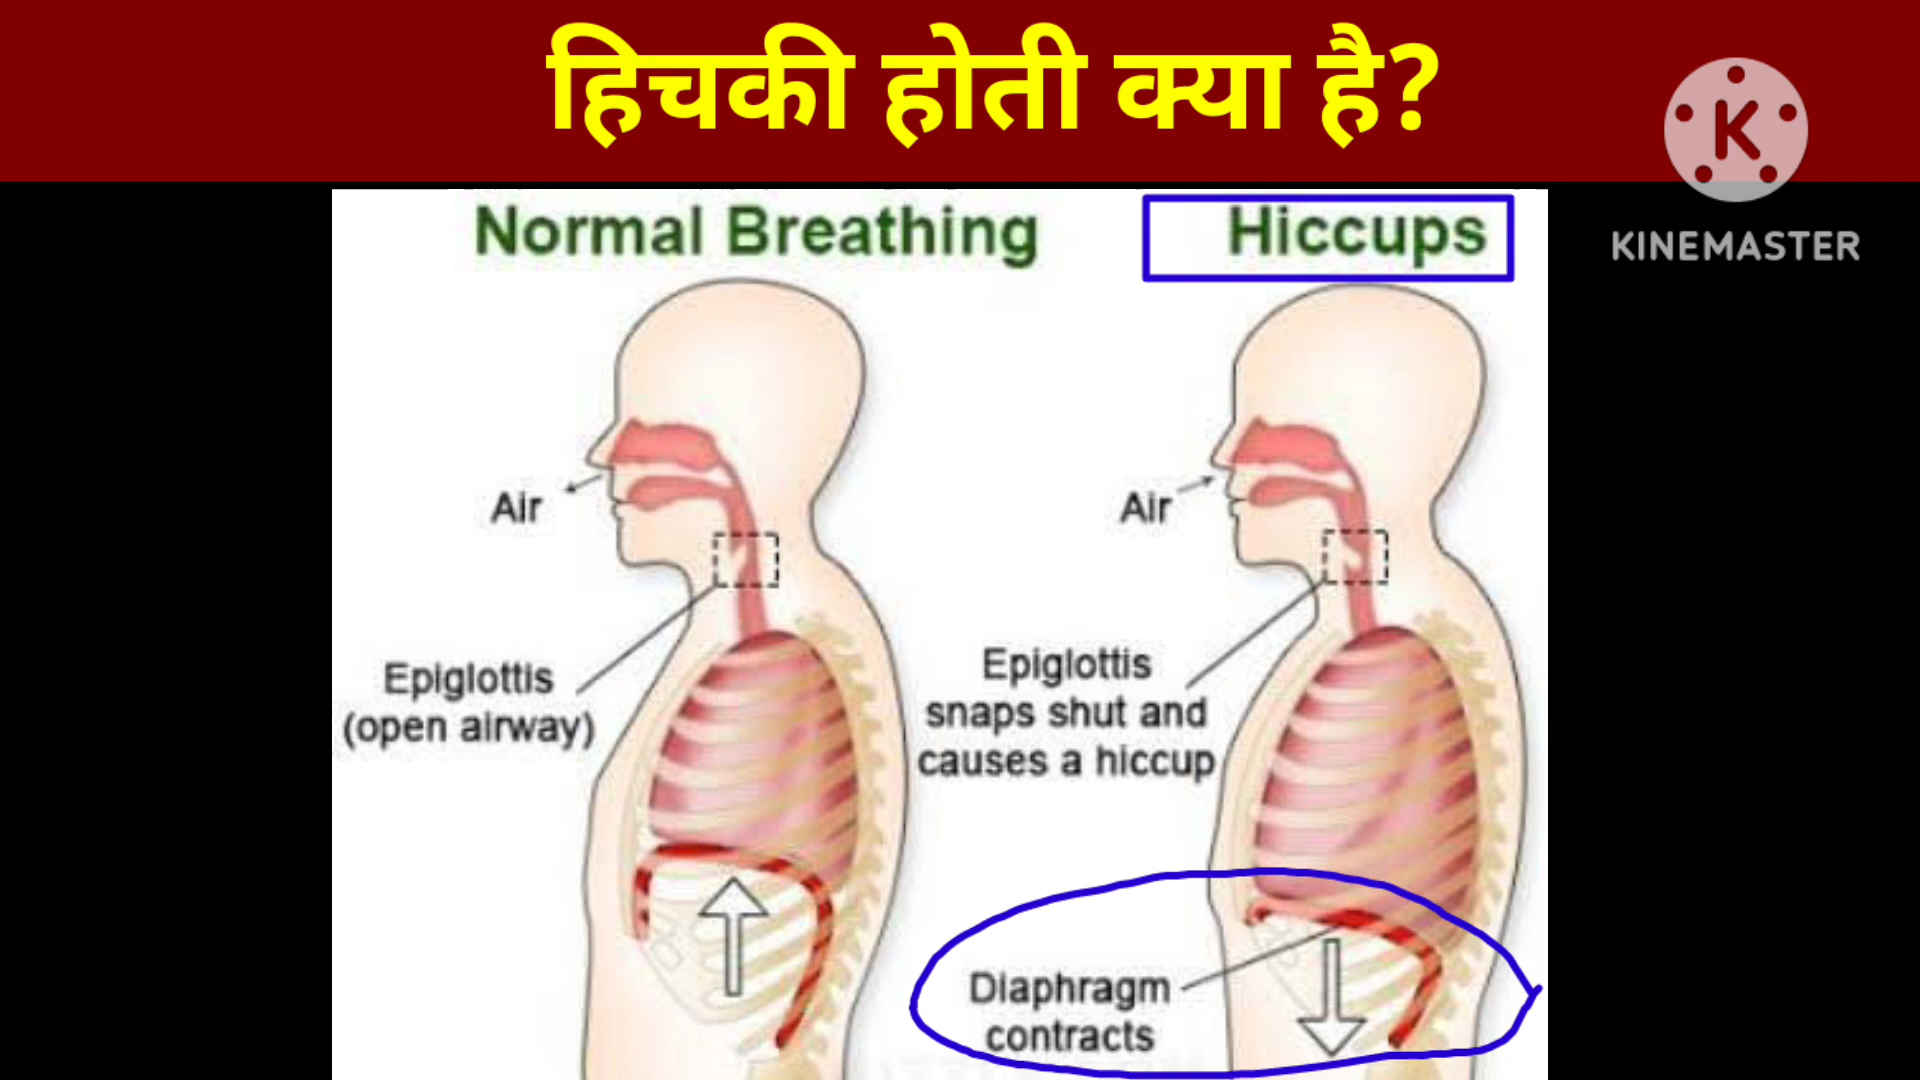 हिचकी होती क्या है?
K
KINEMASTER
Normal Breathing
Hiccups
Air
Air
Epiglottis
(open airway)
Epiglottis
snaps shut and
causes a hiccup
Diaphragm
contracts